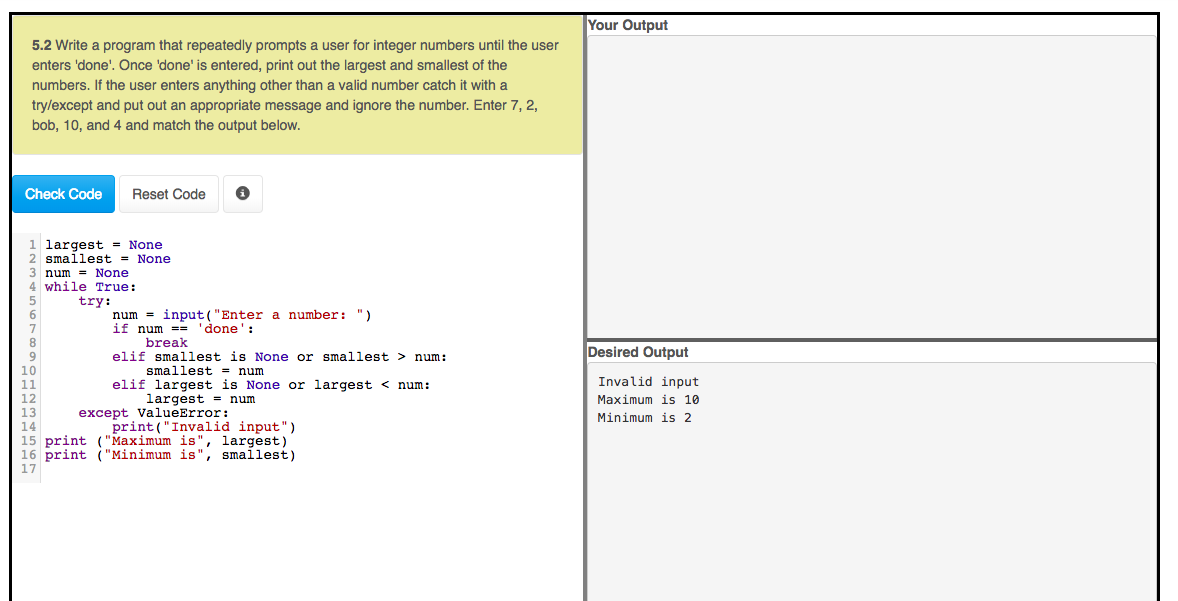 5.2 Write a program that repeatedly prompts a user for integer numbers until the user
enters 'done'. Once 'done' is entered, print out the largest and smallest of the
numbers. If the user enters anything other than a valid number catch it with a
try/except and put out an appropriate message and ignore the number. Enter 7, 2,
bob, 10, and 4 and match the output below.
Check Code Reset Code i
1 largest = None
2 smallest = None
3 num = None
4 while True:
5     try:
6         num = input("Enter a number: ")
7         if num == 'done':
8             break
9         elif smallest is None or smallest > num:
10             smallest = num
11         elif largest is None or largest < num:
12             largest = num
13     except ValueError:
14         print("Invalid input")
15 print ("Maximum is", largest)
16 print ("Minimum is", smallest)
17
Your Output
Desired Output
Invalid input
Maximum is 10
Minimum is 2